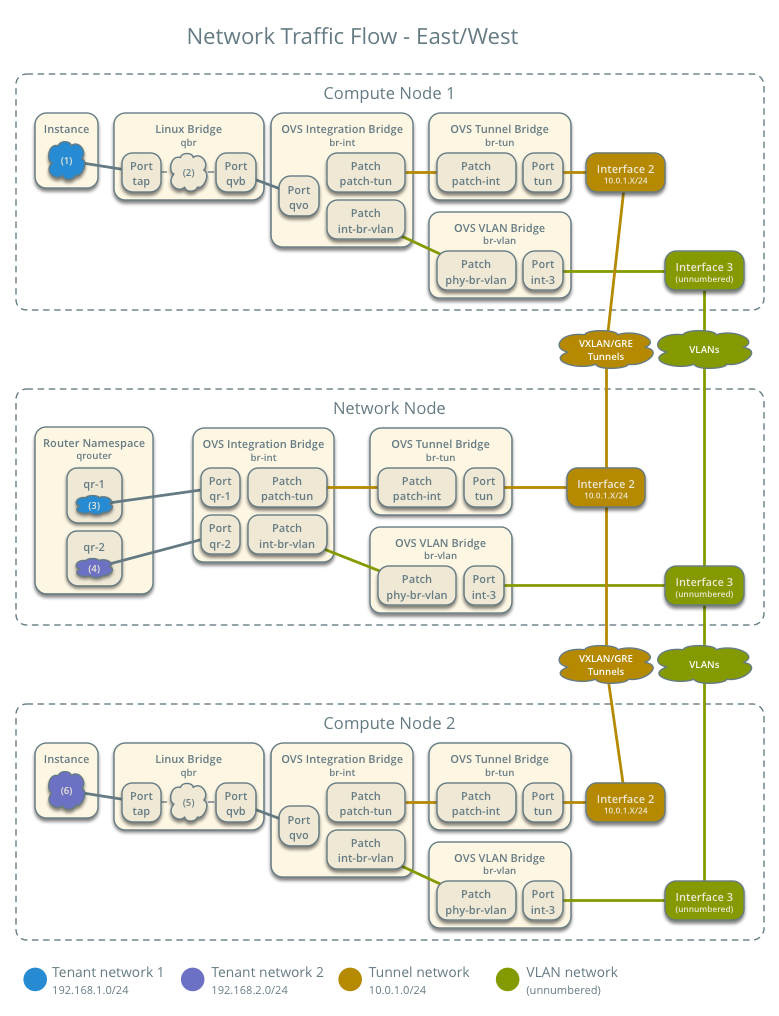 Network Traffic Flow - East/West
Compute Node 1
Instance
(1)
Linux Bridge
qbr
Port
tap
(2)
Port
qvb
OVS Integration Bridge
br-int
Port
qvo
Patch
patch-tun
Patch
int-br-vlan
OVS Tunnel Bridge
br-tun
Patch
patch-int
Port
tun
Interface 2
10.0.1.X/24
OVS VLAN Bridge
br-vlan
Patch
phy-br-vlan
Port
int-3
Interface 3
(unnumbered)
VXLAN/GRE
Tunnels
VLANs
Network Node
Router Namespace
qrouter
qr-1
(3)
qr-2
(4)
OVS Integration Bridge
br-int
Port
qr-1
Patch
patch-tun
Port
qr-2
Patch
int-br-vlan
OVS Tunnel Bridge
br-tun
Patch
patch-int
Port
tun
Interface 2
10.0.1.X/24
OVS VLAN Bridge
br-vlan
Patch
phy-br-vlan
Port
int-3
Interface 3
(unnumbered)
VXLAN/GRE
Tunnels
VLANs
Compute Node 2
Instance
(6)
Linux Bridge
qbr
Port
tap
(5)
Port
qvb
OVS Integration Bridge
br-int
Port
qvo
Patch
patch-tun
Patch
int-br-vlan
OVS Tunnel Bridge
br-tun
Patch
patch-int
Port
tun
Interface 2
10.0.1.X/24
OVS VLAN Bridge
br-vlan
Patch
phy-br-vlan
Port
int-3
Interface 3
(unnumbered)
Tenant network 1
192.168.1.0/24
Tenant network 2
192.168.2.0/24
Tunnel network
10.0.1.0/24
VLAN network
(unnumbered)